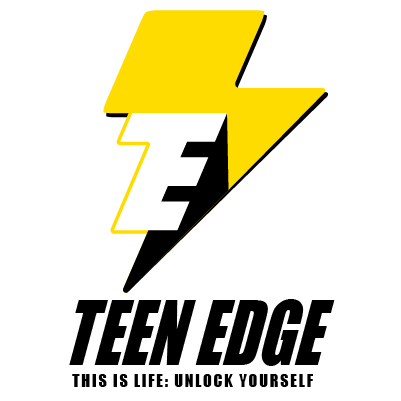 E
TEEN EDGE
THIS IS LIFE: UNLOCK YOURSELF